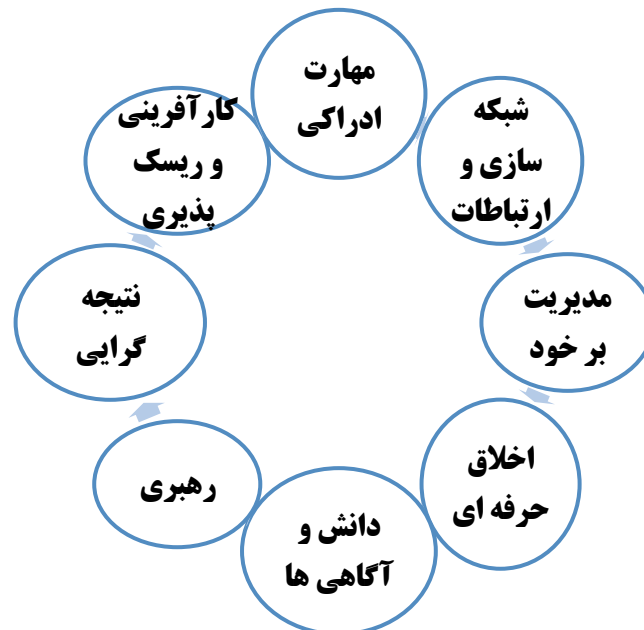 مهارت
ادراکی
شبکه
سازی و
ارتباطات
مدیریت
بر خود
اخلاق
حرفه ای
دانش و
آگاهی ها
رهبری
نتیجه
گرایی
کارآفرینی
و ریسک
پذیری